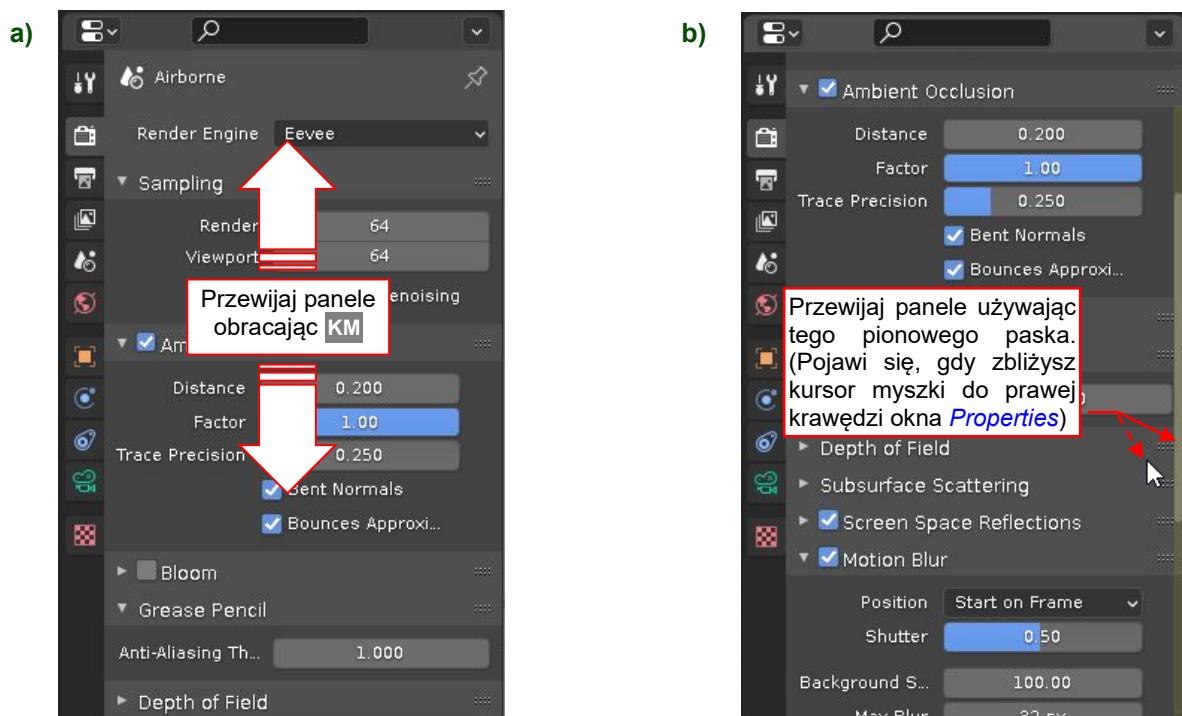 a)
Airborne
Render Engine Eevee
Sampling
Render 64
Viewport 64
enoising
Przewijaj panele
obracając KM
Am
Distance 0.200
Factor 1.00
Trace Precision 0.250
Bent Normals
Bounces Approxi...
Bloom
Grease Pencil
Anti-Aliasing Th... 1.000
Depth of Field
b)
Ambient Occlusion
Distance 0.200
Factor 1.00
Trace Precision 0.250
Bent Normals
Bounces Approxi...
Przewijaj panele używając
tego pionowego paska.
(Pojawi się, gdy zbliżysz
kursor myszki do prawej
krawędzi okna Properties)
Depth of Field
Subsurface Scattering
Screen Space Reflections
Motion Blur
Position Start on Frame
Shutter 0.50
Background S... 100.00
Max Blur 32 px